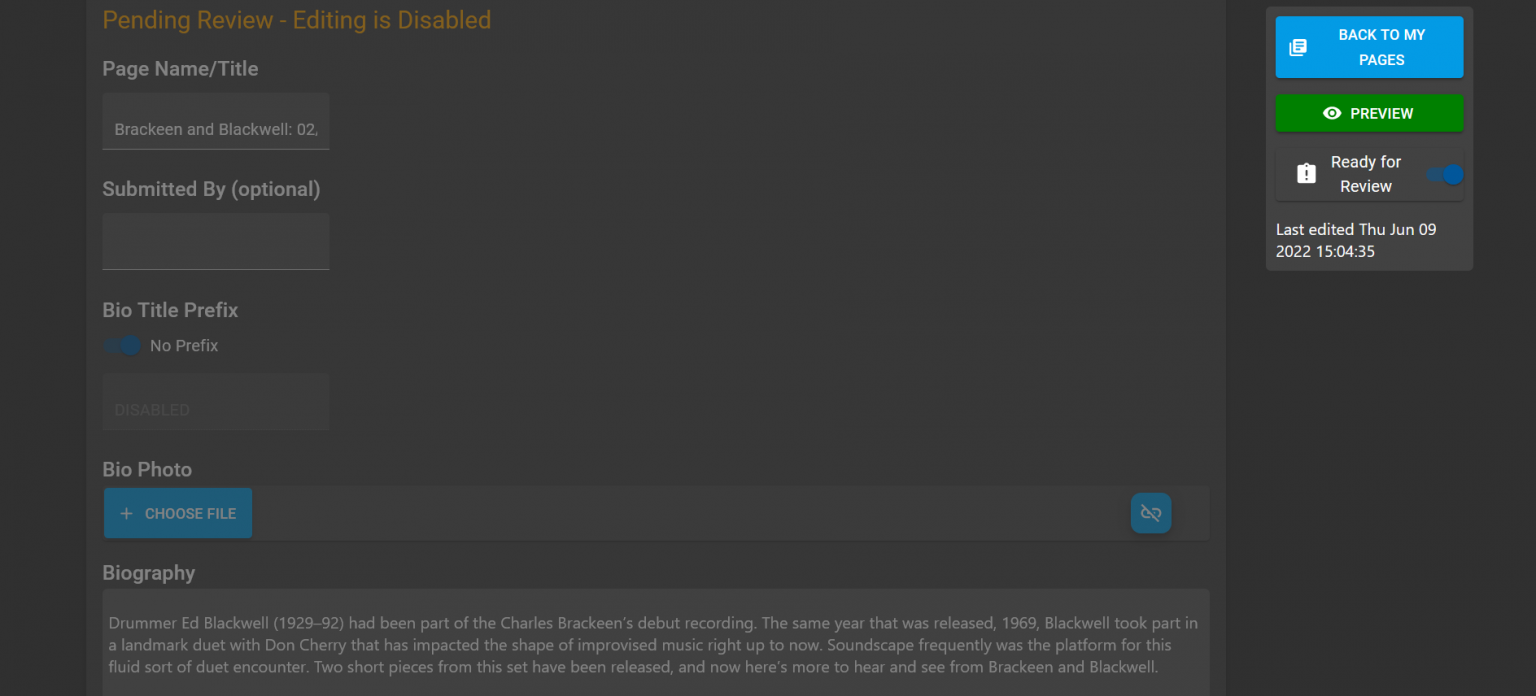 Pending Review - Editing is Disabled
Page Name/Title
Brackeen and Blackwell: 02,
Submitted By (optional)
Bio Title Prefix
No Prefix
DISABLED
Bio Photo
+ CHOOSE FILE
Biography
Drummer Ed Blackwell (1929–92) had been part of the Charles Brackeen's debut recording. The same year that was released, 1969, Blackwell took part in
a landmark duet with Don Cherry that has impacted the shape of improvised music right up to now. Soundscape frequently was the platform for this
fluid sort of duet encounter. Two short pieces from this set have been released, and now here's more to hear and see from Brackeen and Blackwell.
BACK TO MY
PAGES
PREVIEW
Ready for
Review
Last edited Thu Jun 09
2022 15:04:35